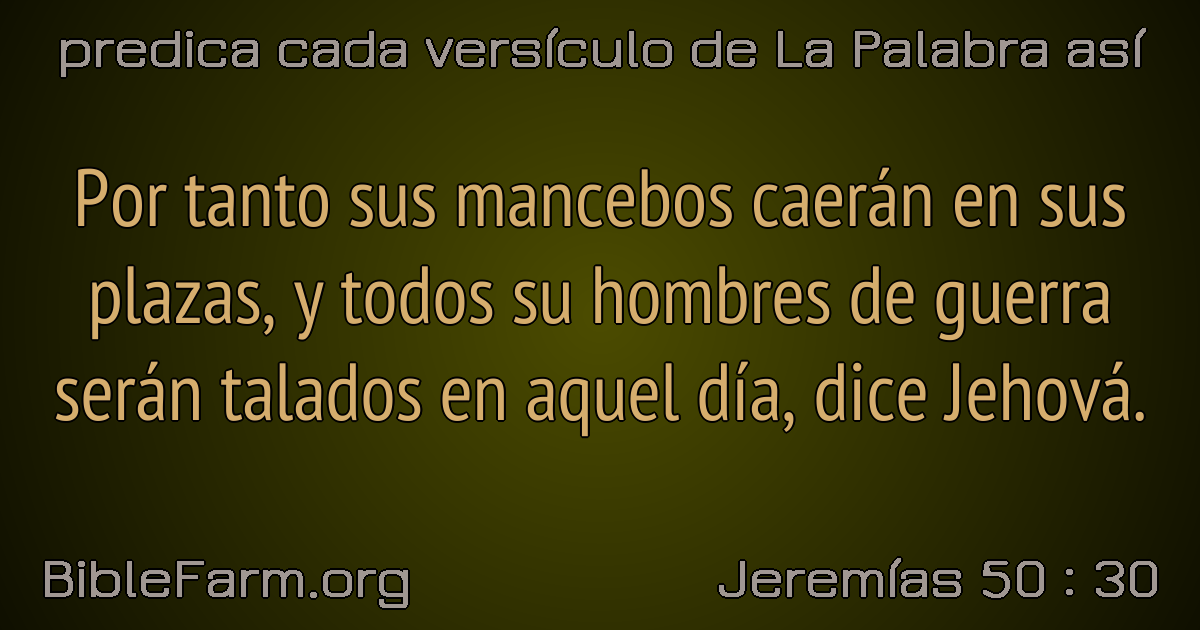 predica cada versículo de La Palabra así
Por tanto sus mancebos caerán en sus
plazas, y todos su hombres de guerra
serán talados en aquel día, dice Jehová.
BibleFarm.org
Jeremías 50 : 30